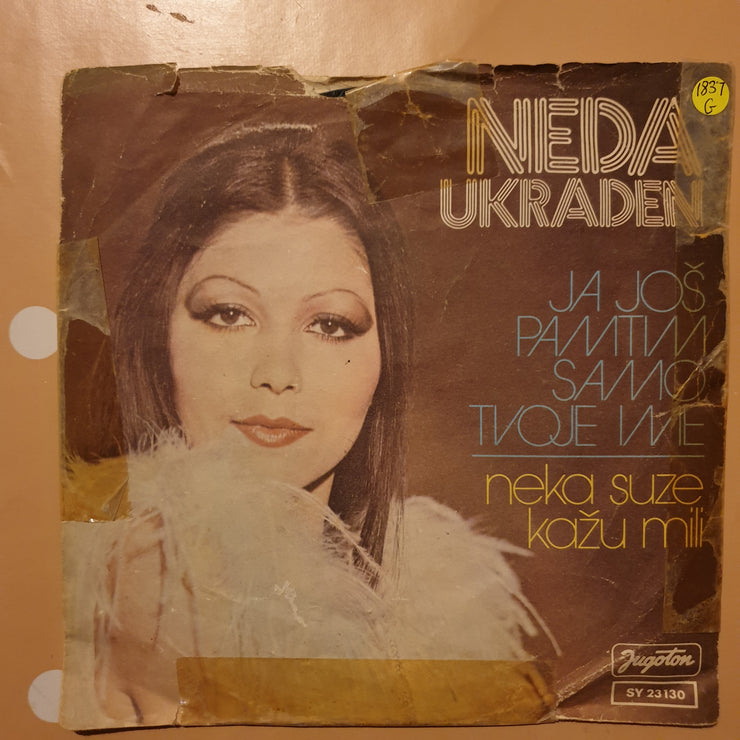 1837
G
NEDA
UKRADEN
JA JOŠ
PAMTIM
SAMO
TVOJE IME
neka suze
kažu mili
Jugoton
SY 23130